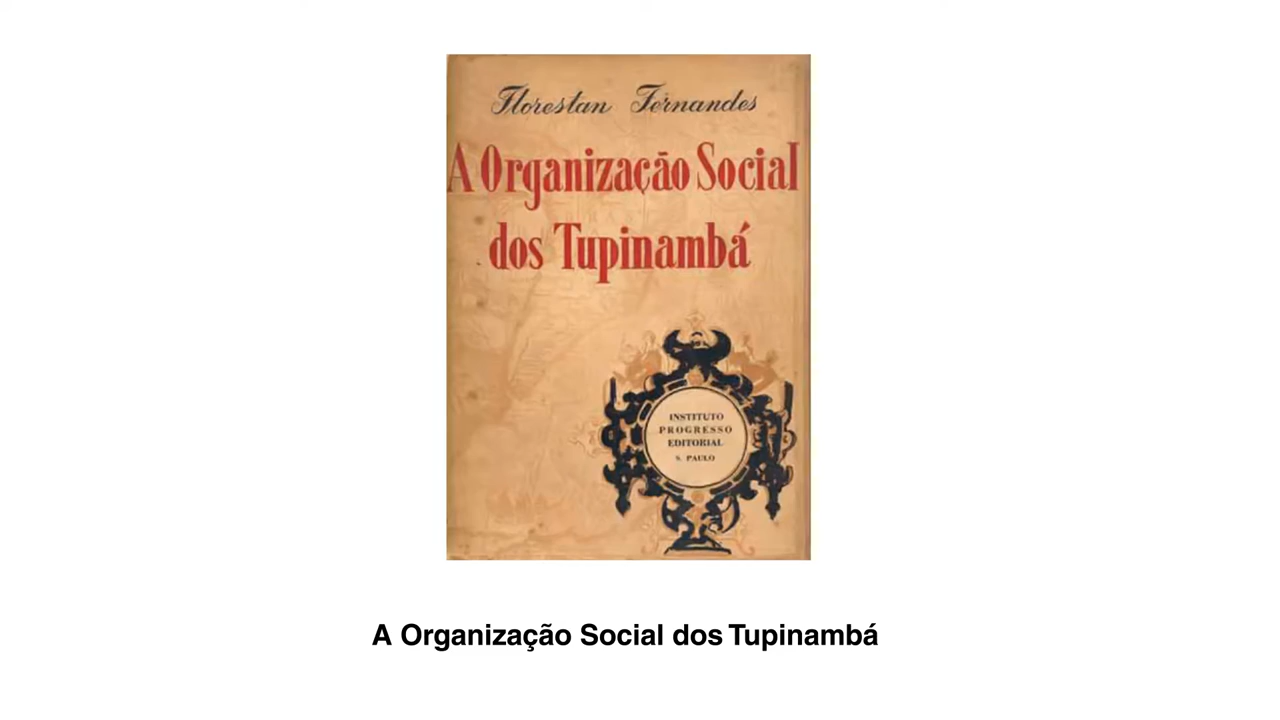 Florestan Fernandes
A Organização Social
dos Tupinambá
INSTITUTO
PROGRESSO
EDITORIAL
S. PAULO
A Organização Social dos Tupinambá